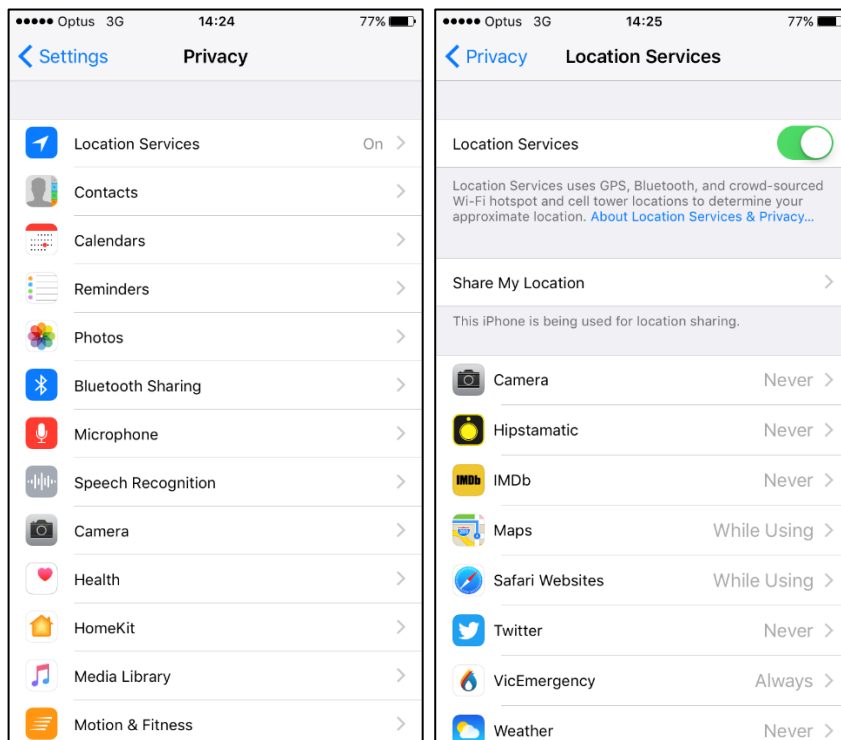 Optus 3G 14:24 77%
Settings Privacy
Location Services On
Contacts
Calendars
Reminders
Photos
Bluetooth Sharing
Microphone
Speech Recognition
Camera
Health
HomeKit
Media Library
Motion & Fitness
Optus 3G 14:25 77%
Privacy Location Services
Location Services
Location Services uses GPS, Bluetooth, and crowd-sourced
Wi-Fi hotspot and cell tower locations to determine your
approximate location. About Location Services & Privacy...
Share My Location
This iPhone is being used for location sharing.
Camera Never
Hipstamatic Never
IMDb IMDb Never
Maps While Using
Safari Websites While Using
Twitter Never
VicEmergency Always
Weather Never